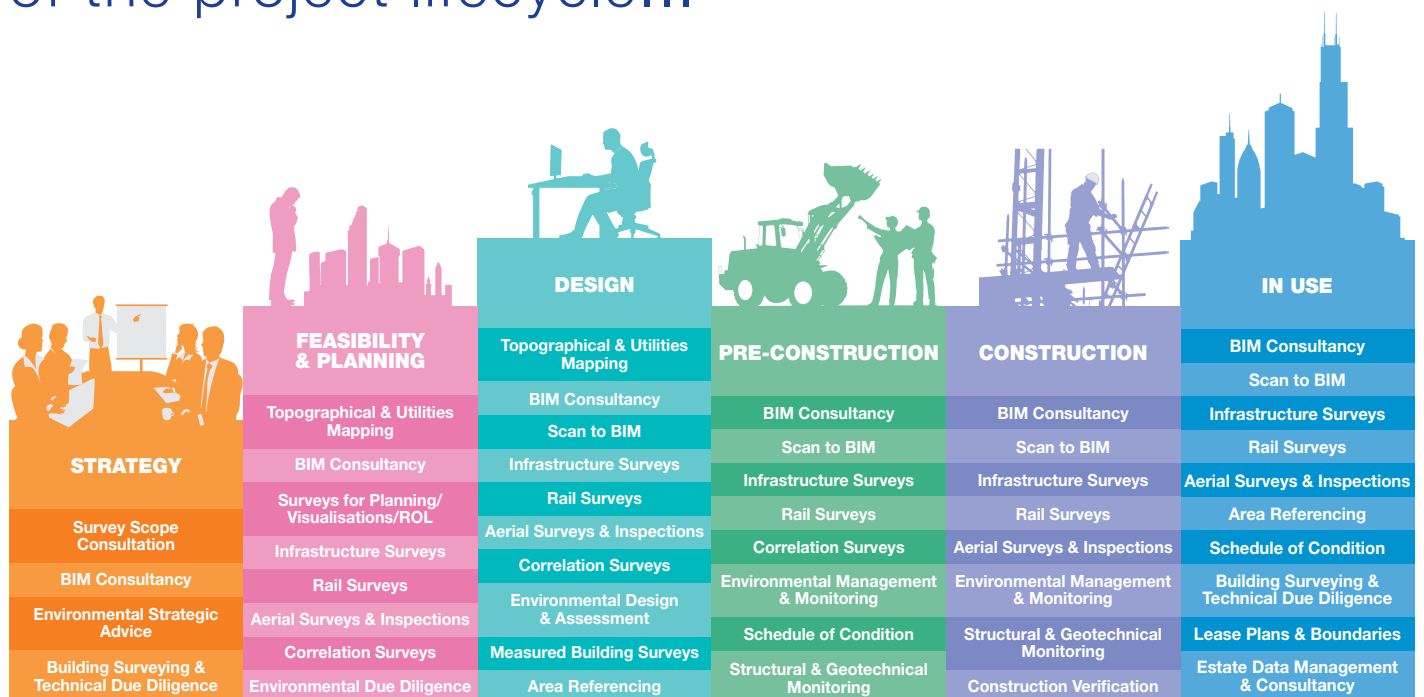 of the project lifecycle...
STRATEGY
Survey Scope
Consultation
BIM Consultancy
Environmental Strategic
Advice
Building Surveying &
Technical Due Diligence
FEASIBILITY
& PLANNING
Topographical & Utilities
Mapping
BIM Consultancy
Surveys for Planning/
Visualisations/ROL
Infrastructure Surveys
Rail Surveys
Aerial Surveys & Inspections
Correlation Surveys
Environmental Due Diligence
DESIGN
Topographical & Utilities
Mapping
BIM Consultancy
Scan to BIM
Infrastructure Surveys
Rail Surveys
Aerial Surveys & Inspections
Correlation Surveys
Environmental Design
& Assessment
Measured Building Surveys
Area Referencing
PRE-CONSTRUCTION
BIM Consultancy
Scan to BIM
Infrastructure Surveys
Rail Surveys
Correlation Surveys
Environmental Management
& Monitoring
Schedule of Condition
Structural & Geotechnical
Monitoring
CONSTRUCTION
BIM Consultancy
Scan to BIM
Infrastructure Surveys
Rail Surveys
Aerial Surveys & Inspections
Environmental Management
& Monitoring
Structural & Geotechnical
Monitoring
Construction Verification
IN USE
BIM Consultancy
Scan to BIM
Infrastructure Surveys
Rail Surveys
Aerial Surveys & Inspections
Area Referencing
Schedule of Condition
Building Surveying &
Technical Due Diligence
Lease Plans & Boundaries
Estate Data Management
& Consultancy